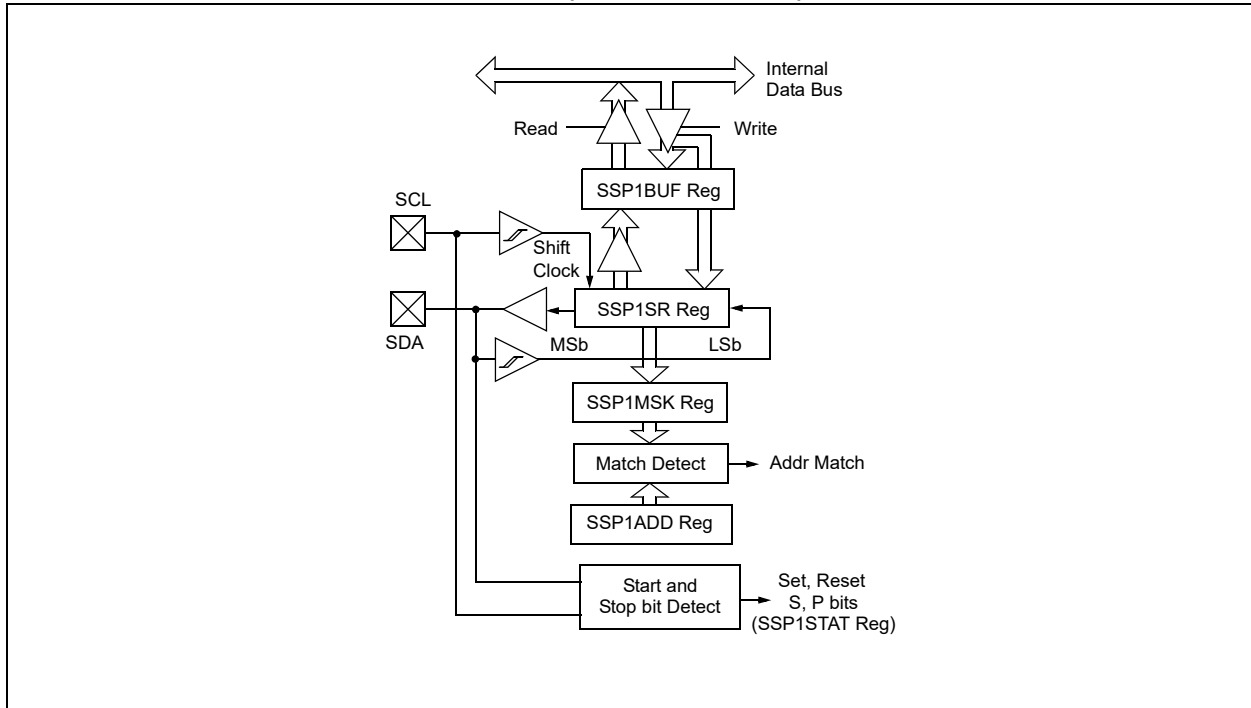 Internal
Data Bus
Read
Write
SSP1BUF Reg
SCL
Shift
Clock
SSP1SR Reg
SDA
MSb
LSb
SSP1MSK Reg
Match Detect
Addr Match
SSP1ADD Reg
Start and
Stop bit Detect
Set, Reset
S, P bits
(SSP1STAT Reg)